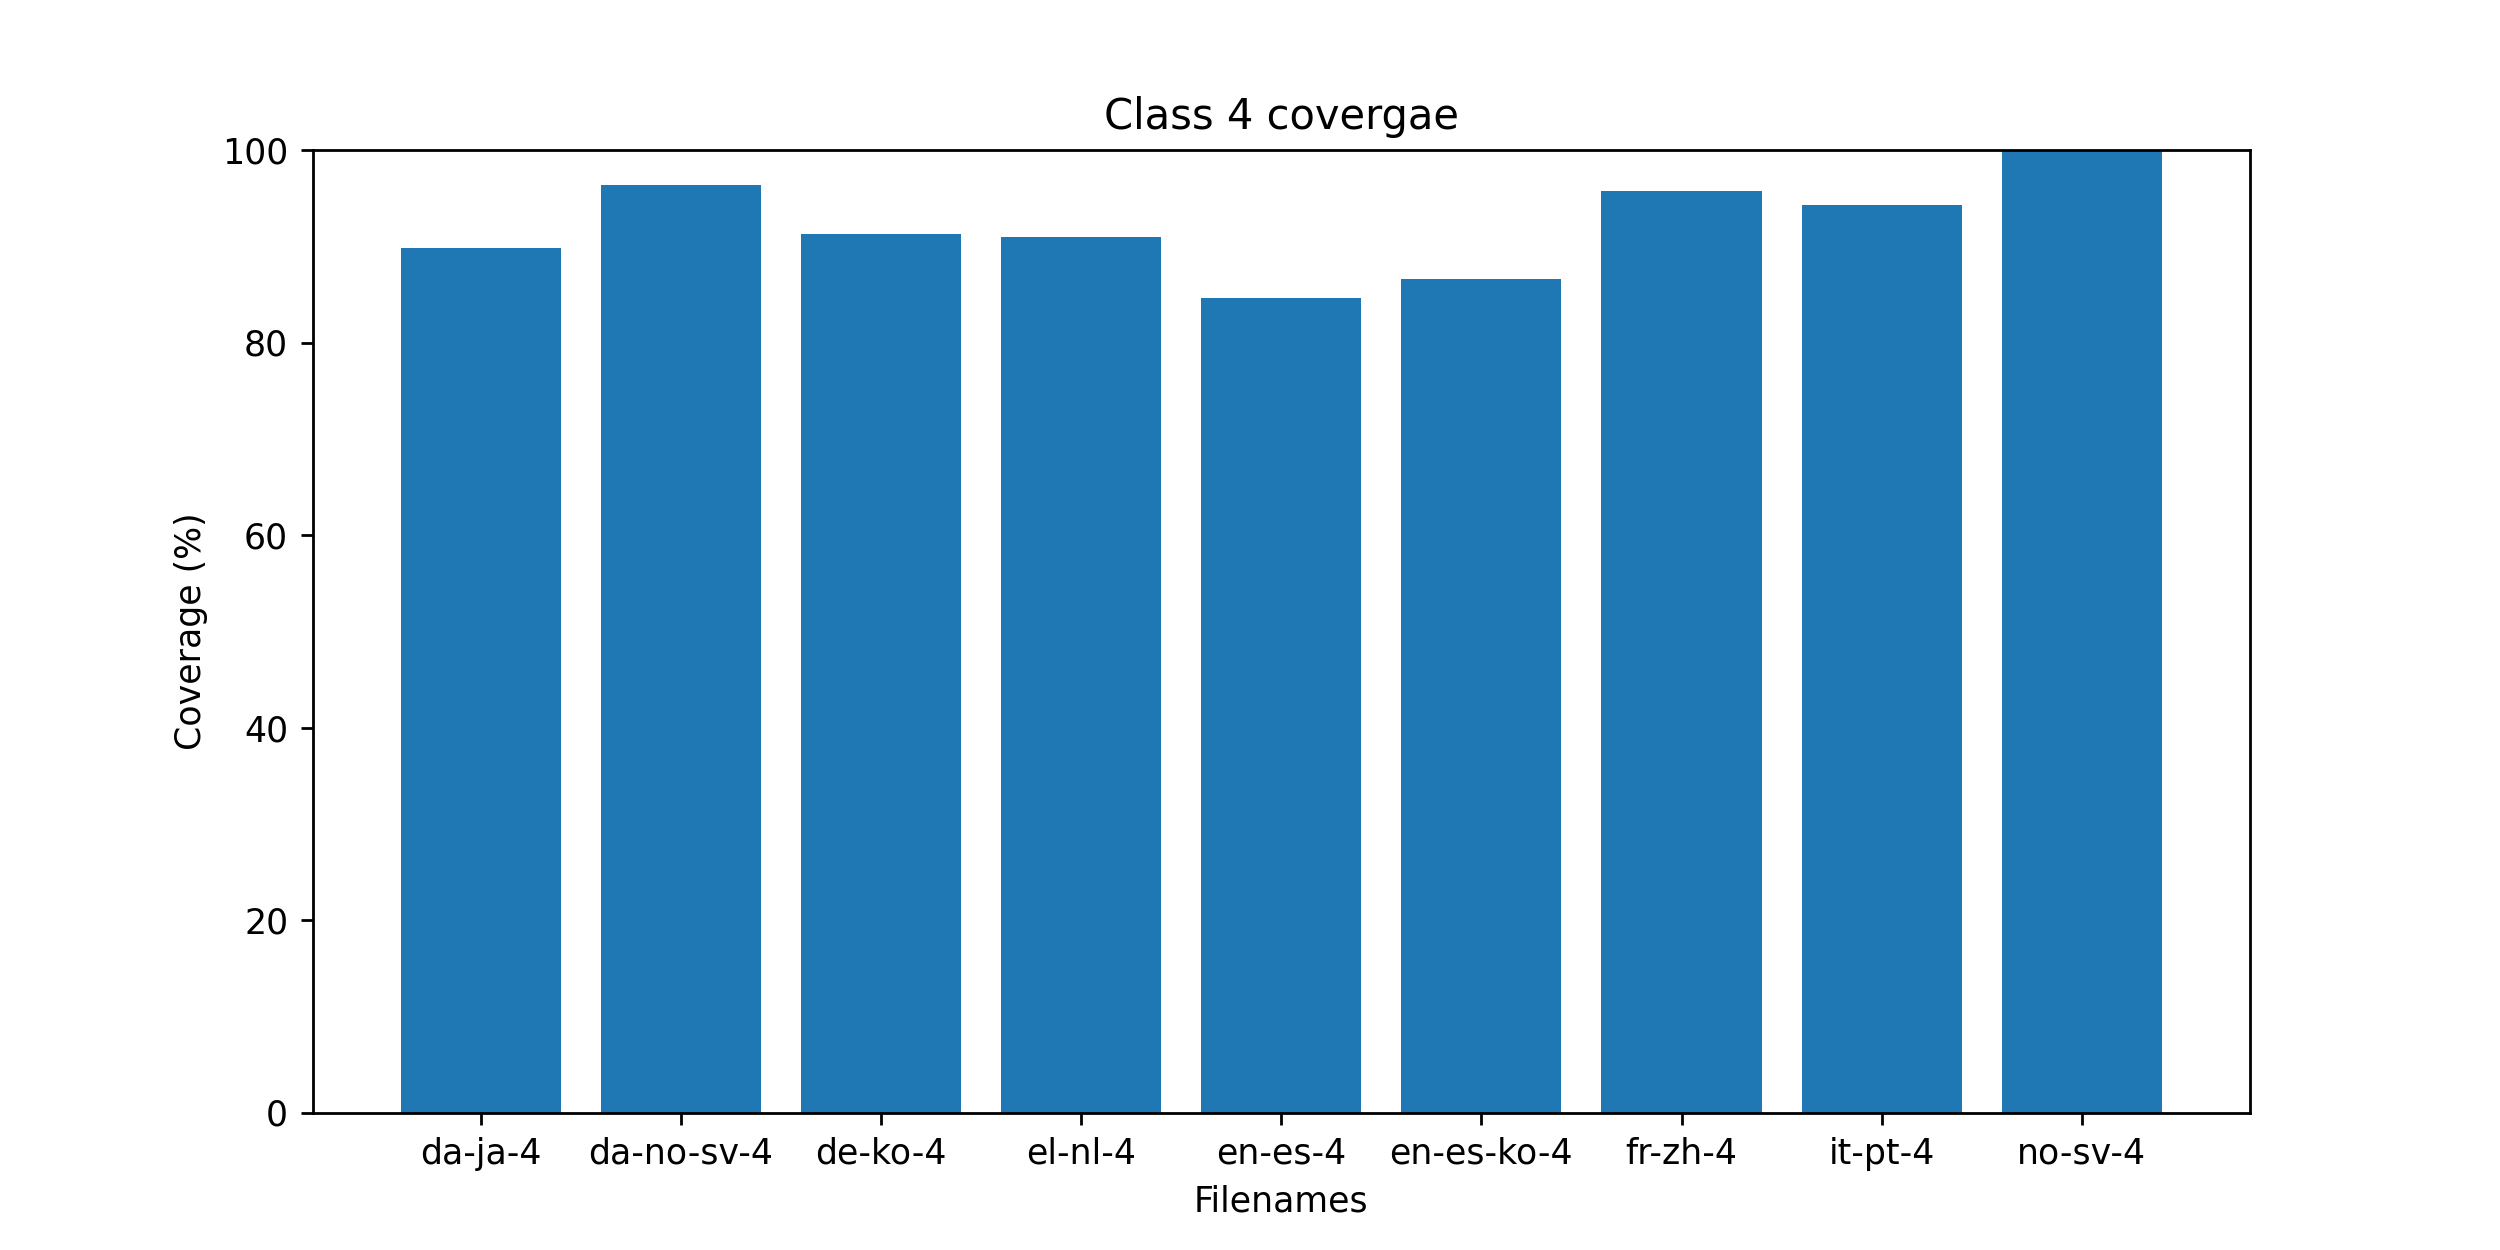 Class 4 covergae
100
80
60
40
20
0
Coverage (%)
da-ja-4 da-no-sv-4 de-ko-4 el-nl-4 en-es-4 en-es-ko-4 fr-zh-4 it-pt-4 no-sv-4
Filenames